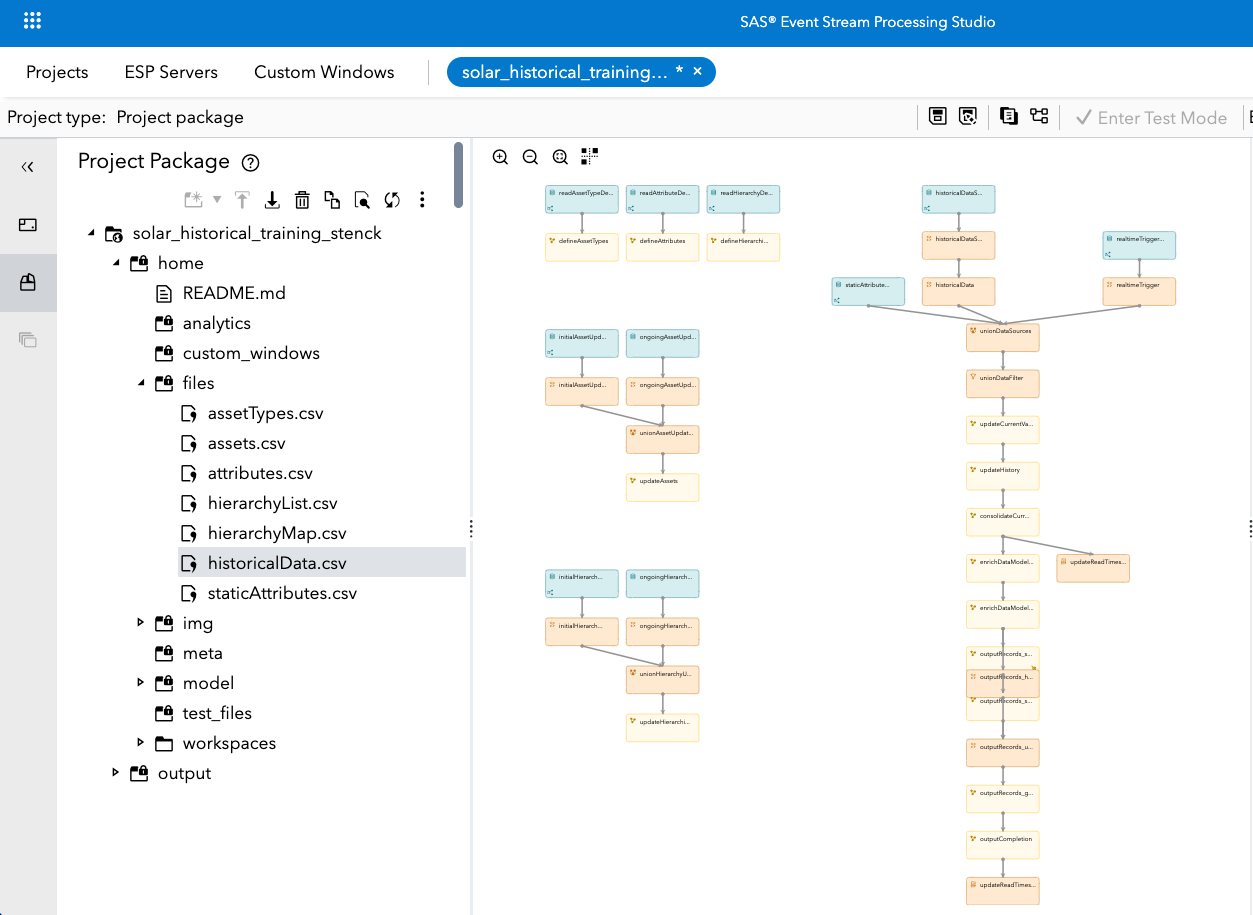 SAS® Event Stream Processing Studio
Projects
ESP Servers
Custom Windows
solar_historical_training... *
Project type: Project package
Enter Test Mode
Project Package
solar_historical_training_stenck
home
README.md
analytics
custom_windows
files
assetTypes.csv
assets.csv
attributes.csv
hierarchyList.csv
hierarchyMap.csv
historicalData.csv
staticAttributes.csv
img
meta
model
test_files
workspaces
output
readAssetTypeDe...
readAttributeDe...
readHierarchyDe...
defineAssetTypes
defineAttributes
defineHierarchi...
initialAssetUpd...
ongoingAssetUpd...
initialAssetUpd...
ongoingAssetUpd...
unionAssetUpdat...
updateAssets
initialHierarch...
ongoingHierarch...
initialHierarch...
ongoingHierarch...
unionHierarchyU...
updateHierarchi...
historicalDataS...
historicalDataS...
realtimeTrigger...
staticAttribute...
historicalData
realtimeTrigger
unionDataSources
unionDataFilter
updateCurrentVa...
updateHistory
consolidateCurr...
enrichDataModel...
updateReadTimes...
enrichDataModel...
outputRecords_s...
outputRecords_h...
outputRecords_s...
outputRecords_u...
outputRecords_g...
outputCompletion
updateReadTimes...